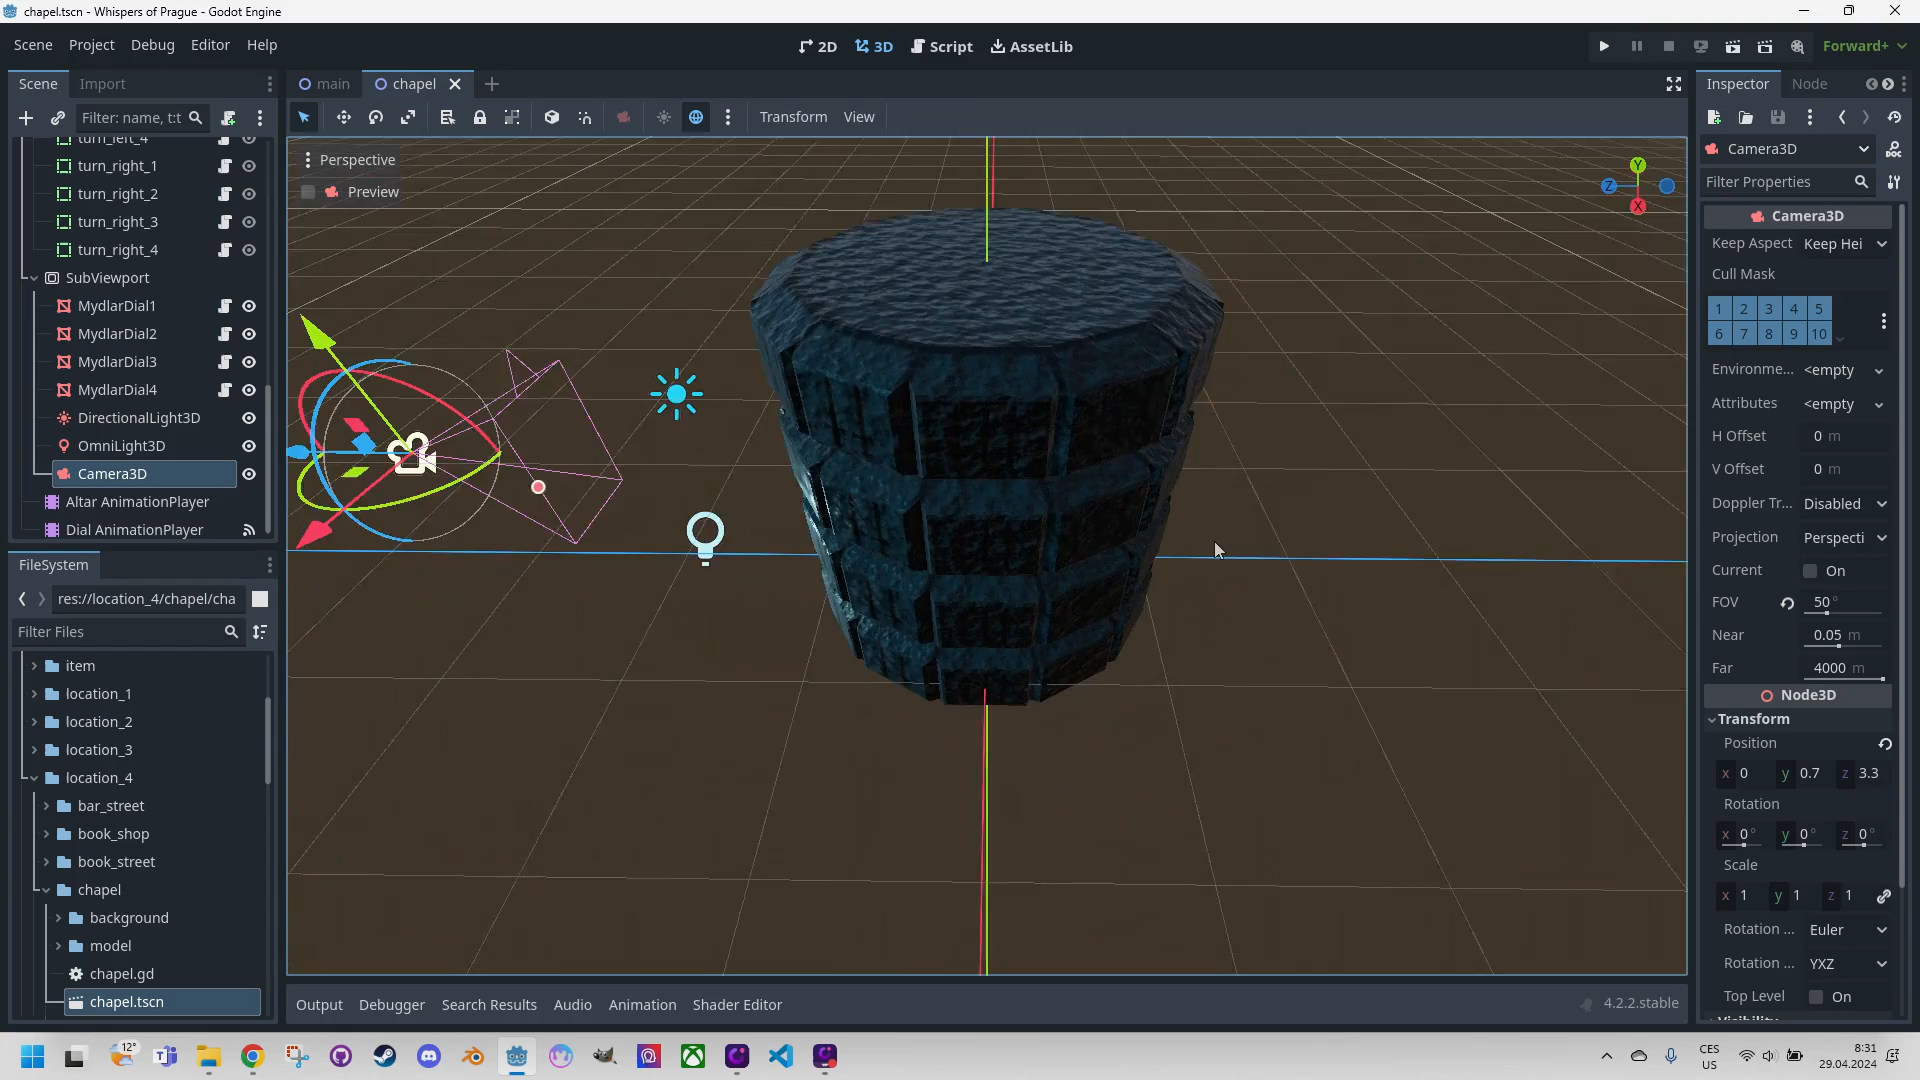 chapel.tscn - Whispers of Prague - Godot Engine
Scene Project Debug Editor Help
2D 3D Script AssetLib
Forward+
Scene Import
main chapel
Inspector Node
Filter: name, t:t
Transform View
turn_left_4
turn_right_1
turn_right_2
turn_right_3
turn_right_4
SubViewport
MydlarDial1
MydlarDial2
MydlarDial3
MydlarDial4
DirectionalLight3D
OmniLight3D
Camera3D
Altar AnimationPlayer
Dial AnimationPlayer
FileSystem
res://location_4/chapel/cha
Filter Files
item
location_1
location_2
location_3
location_4
bar_street
book_shop
book_street
chapel
background
model
chapel.gd
chapel.tscn
Perspective
Preview
Y
Z
X
Output Debugger Search Results Audio Animation Shader Editor
4.2.2.stable
Camera3D
DOC
Filter Properties
Camera3D
Keep Aspect Keep Hei
Cull Mask
1 2 3 4 5
6 7 8 9 10
Environme... <empty
Attributes <empty
H Offset 0 m
V Offset 0 m
Doppler Tr... Disabled
Projection Perspecti
Current On
FOV 50 °
Near 0.05 m
Far 4000 m
Node3D
Transform
Position
x 0 y 0.7 z 3.3
Rotation
x 0 ° y 0 ° z 0 °
Scale
x 1 y 1 z 1
Rotation ... Euler
Rotation ... YXZ
Top Level On
12°
CES
US
8:31
29.04.2024